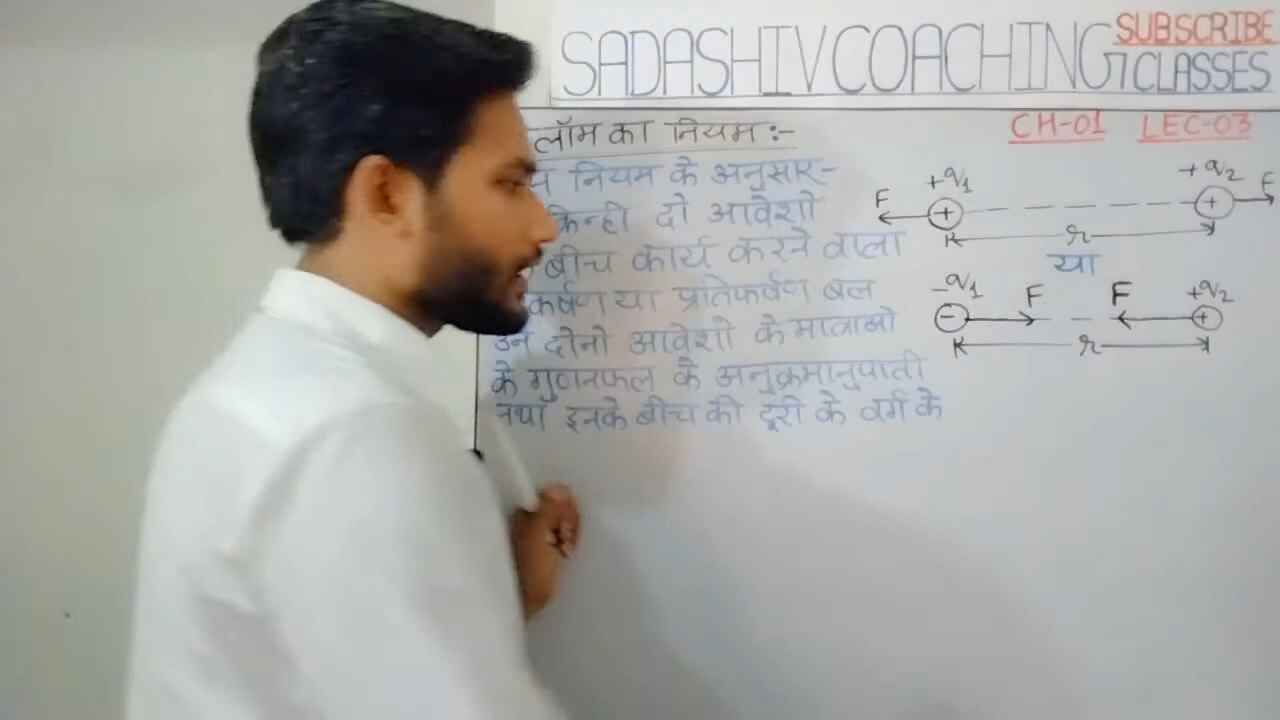 SADASHIV COACHING CLASSES
SUBSCRIBE
CH-01 LEC-03
लॉम का नियम :-
नियम के अनुसार-
किन्ही दो आवेशो
बीच कार्य करने वाला
कर्षण या प्रतिकर्षण बल
उन दोनो आवेशो के मात्राओ
के गुणनफल के अनुक्रमानुपाती
तथा इनके बीच की दूरी के वर्ग के
+q1 +q2
F + + F
r
या
-q1 F F +q2
- +
r